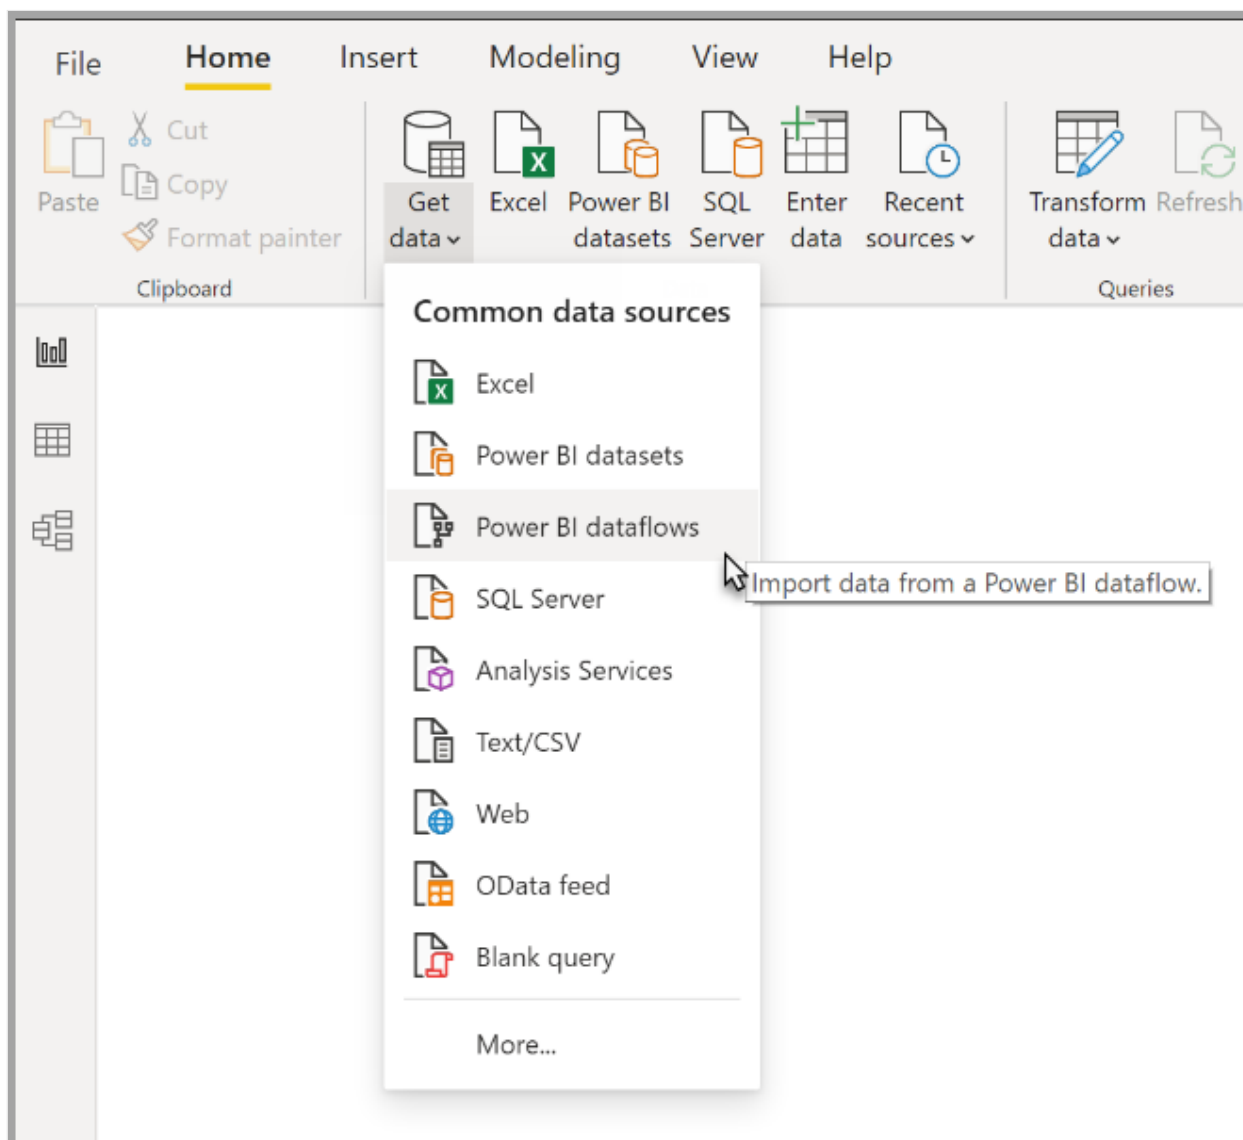 File Home Insert Modeling View Help
Paste
Cut
Copy
Format painter
Clipboard
Get
data
Excel
Power BI
datasets
SQL
Server
Enter
data
Recent
sources
Transform
data
Refresh
Queries
Common data sources
Excel
Power BI datasets
Power BI dataflows
Import data from a Power BI dataflow.
SQL Server
Analysis Services
Text/CSV
Web
OData feed
Blank query
More...